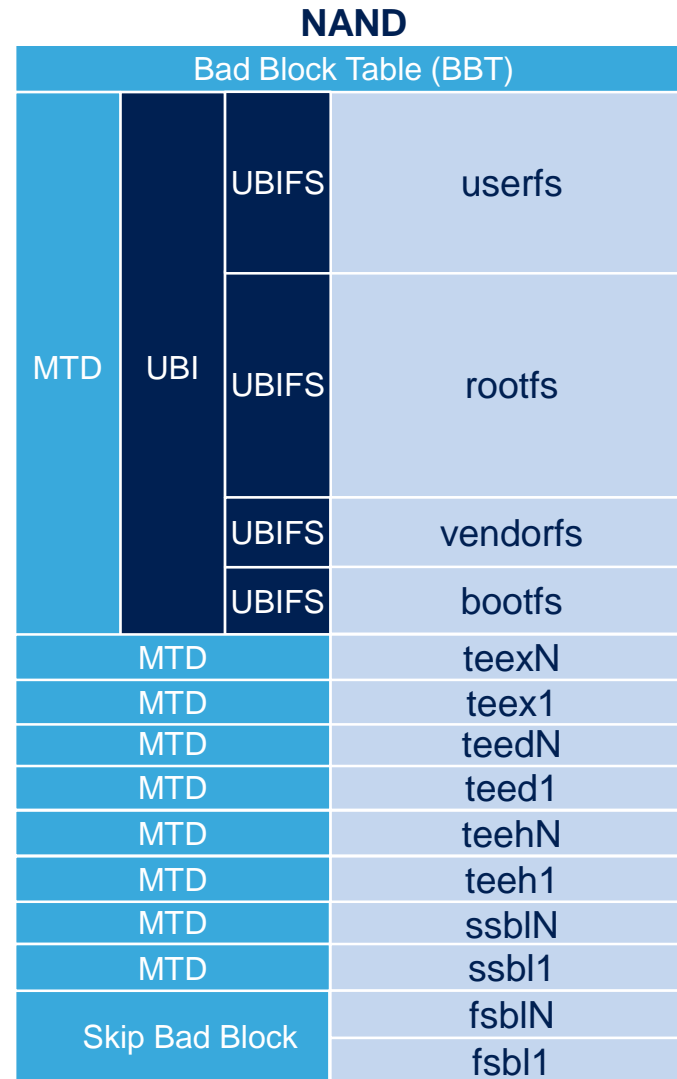 NAND
Bad Block Table (BBT)
MTD
UBI
UBIFS
userfs
UBIFS
rootfs
UBIFS
vendorfs
UBIFS
bootfs
MTD
teexN
MTD
teex1
MTD
teedN
MTD
teed1
MTD
teehN
MTD
teeh1
MTD
ssblN
MTD
ssbl1
Skip Bad Block
fsblN
fsbl1